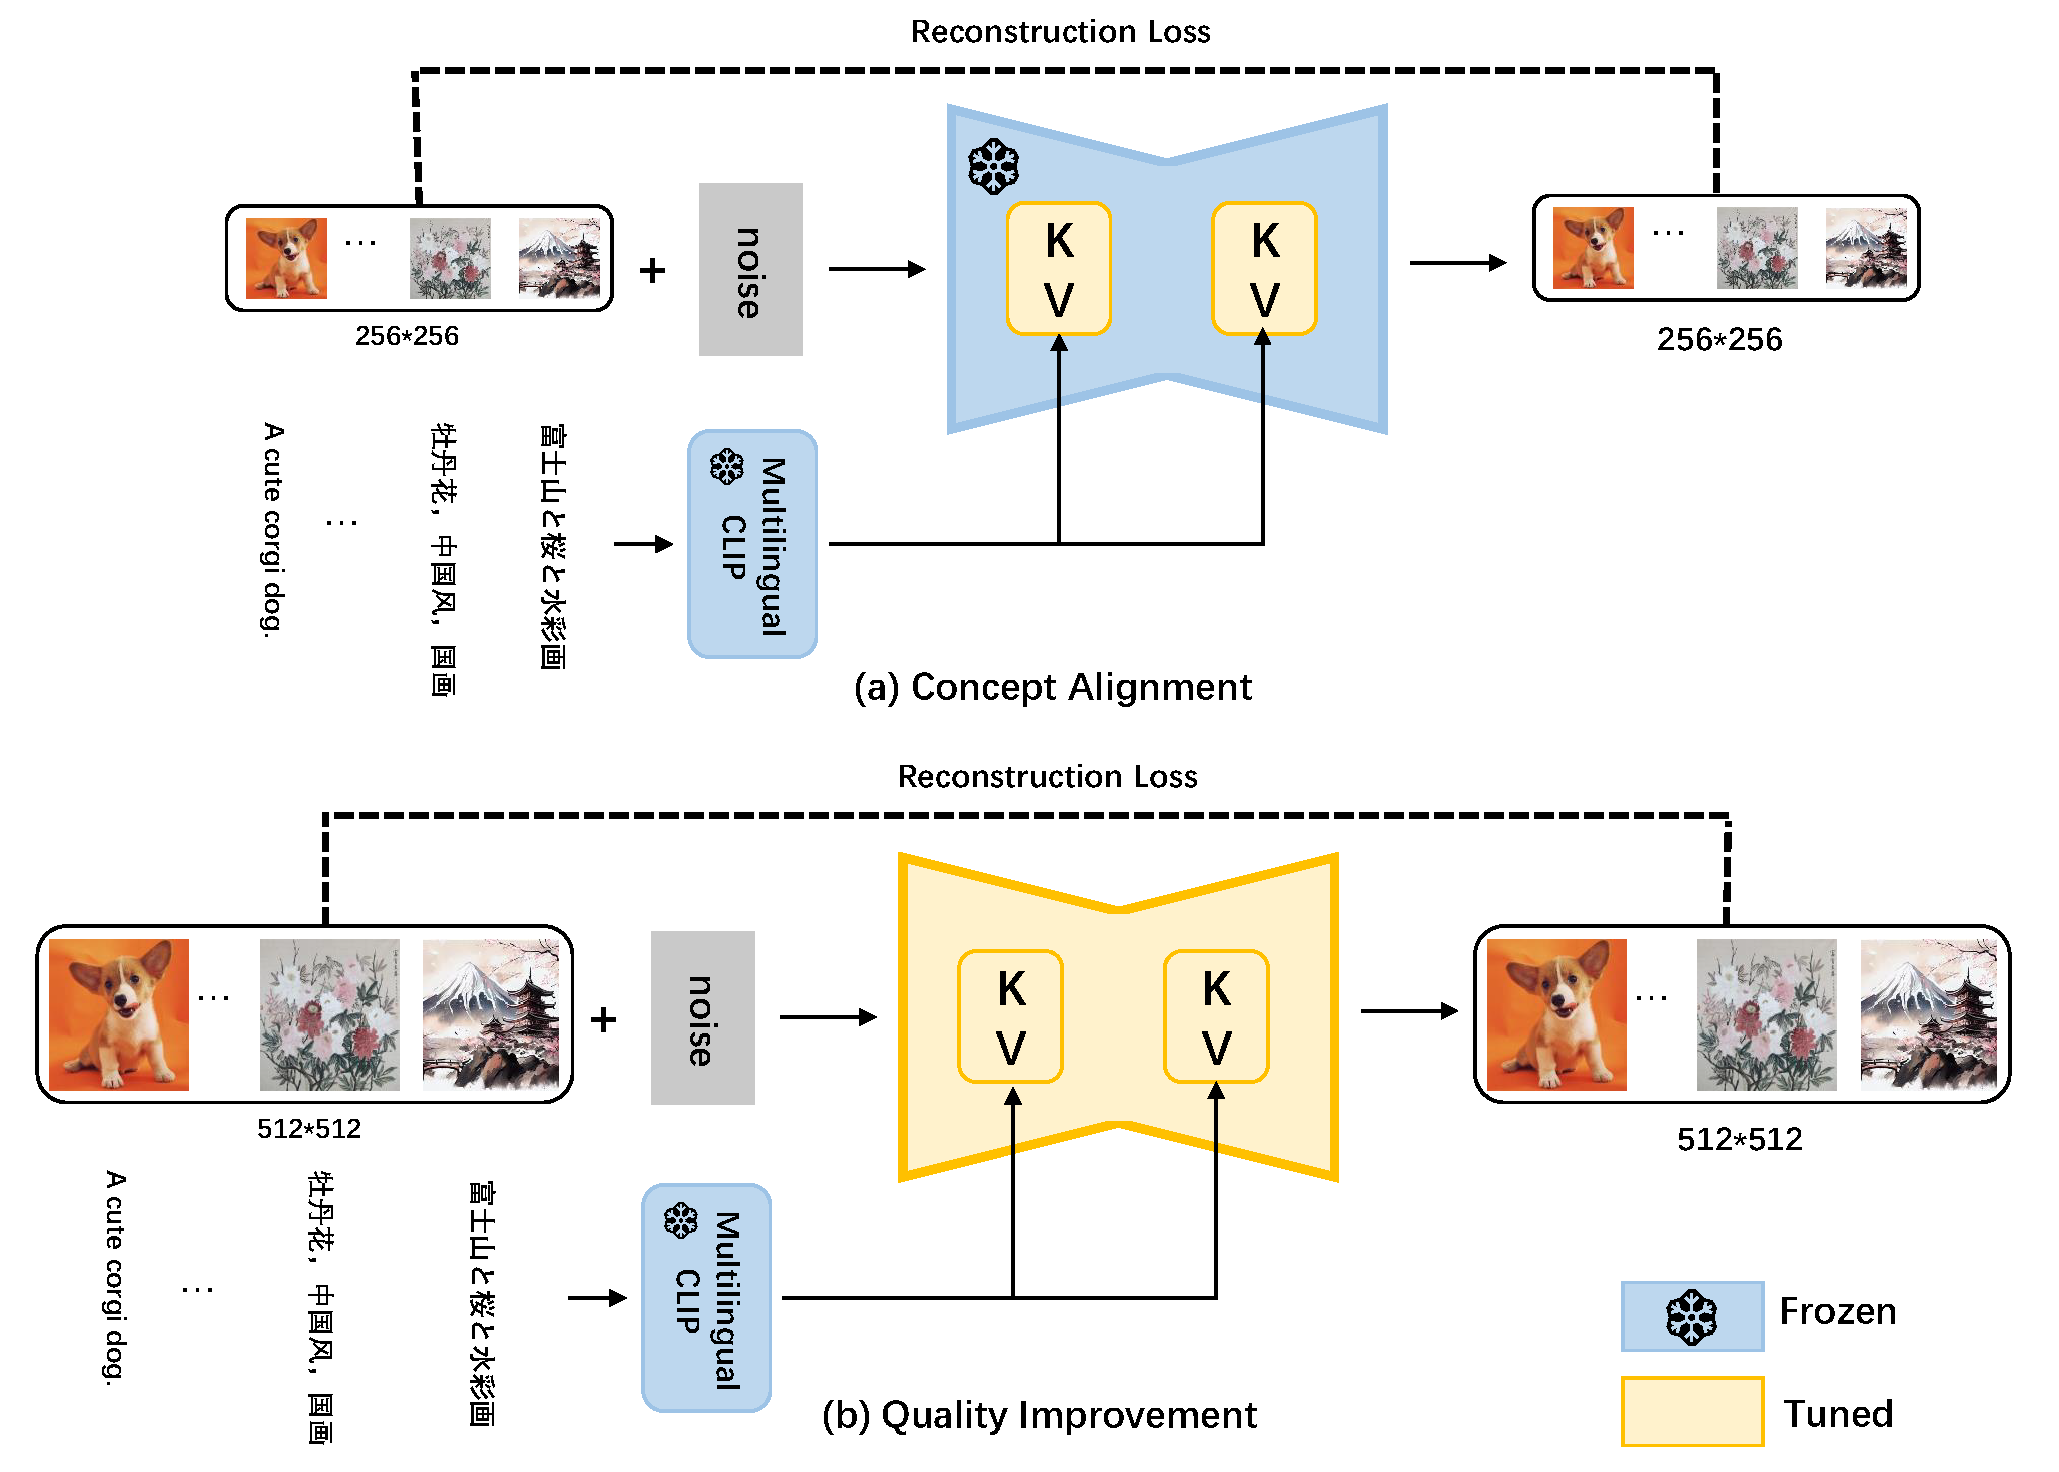 Reconstruction Loss
...
256*256
+
noise
K
V
K
V
...
256*256
A cute corgi dog.
...
牡丹花，中国风，国画
富士山と桜と水彩画
Multilingual
CLIP
(a) Concept Alignment
Reconstruction Loss
...
512*512
+
noise
K
V
K
V
...
512*512
A cute corgi dog.
...
牡丹花，中国风，国画
富士山と桜と水彩画
Multilingual
CLIP
(b) Quality Improvement
Frozen
Tuned